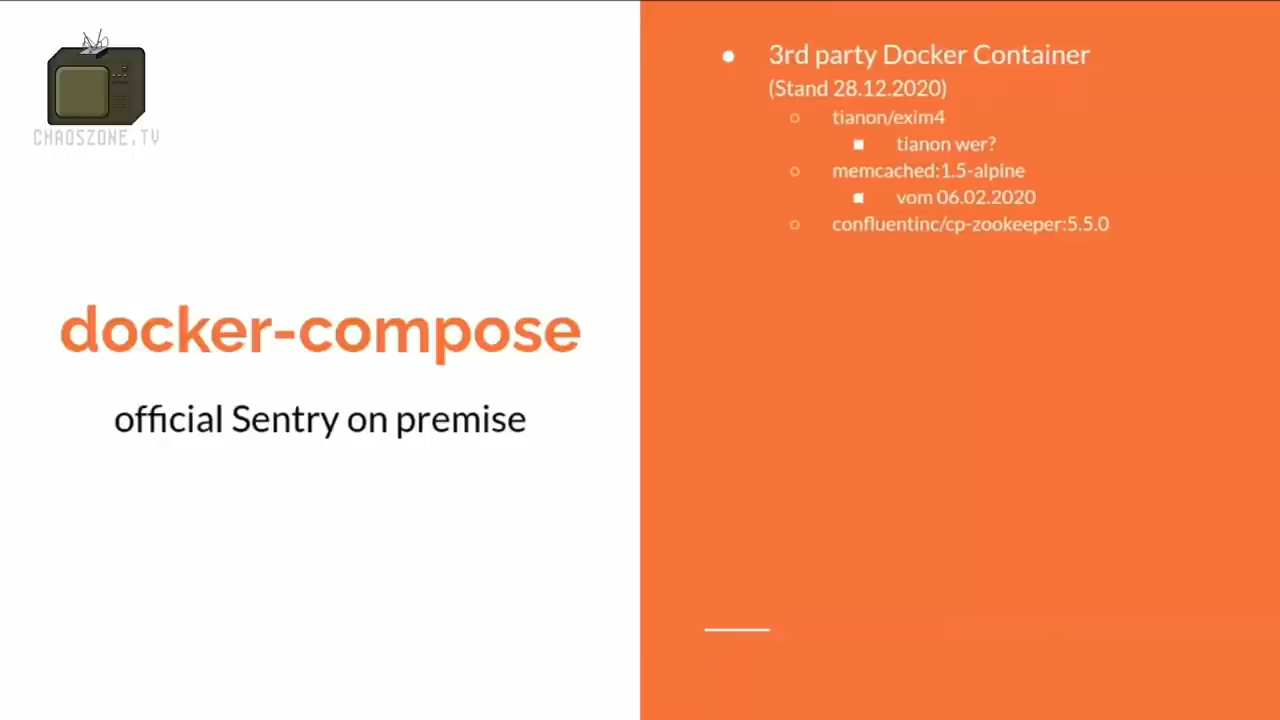 CHAOSZONE.TV
docker-compose
official Sentry on premise
3rd party Docker Container
(Stand 28.12.2020)
tianon/exim4
tianon wer?
memcached:1.5-alpine
vom 06.02.2020
confluentinc/cp-zookeeper:5.5.0